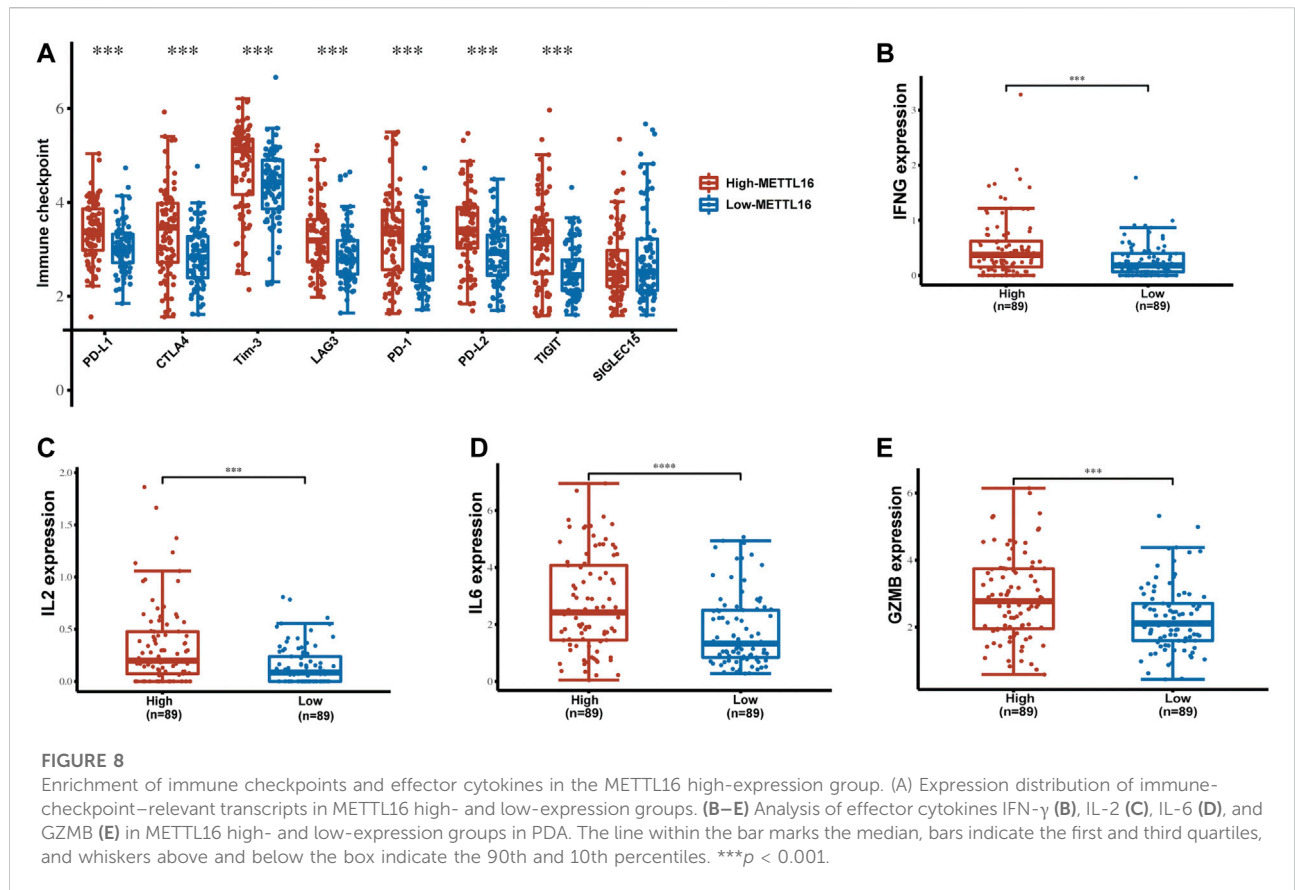 A
*** *** *** *** *** *** ***
Immune checkpoint
6
4
2
0
PD-L1 CTLA4 Tim-3 LAG3 PD-1 PD-L2 TIGIT SIGLEC15
High-METTL16
Low-METTL16
B
***
IFNG expression
3
2
1
0
High Low
(n=89) (n=89)
C
***
IL2 expression
2.0
1.5
1.0
0.5
0.0
High Low
(n=89) (n=89)
D
****
IL6 expression
6
4
2
0
High Low
(n=89) (n=89)
E
***
GZMB expression
6
4
2
High Low
(n=89) (n=89)
FIGURE 8
Enrichment of immune checkpoints and effector cytokines in the METTL16 high-expression group. (A) Expression distribution of immune-
checkpoint–relevant transcripts in METTL16 high- and low-expression groups. (B–E) Analysis of effector cytokines IFN-γ (B), IL-2 (C), IL-6 (D), and
GZMB (E) in METTL16 high- and low-expression groups in PDA. The line within the bar marks the median, bars indicate the first and third quartiles,
and whiskers above and below the box indicate the 90th and 10th percentiles. ***p < 0.001.